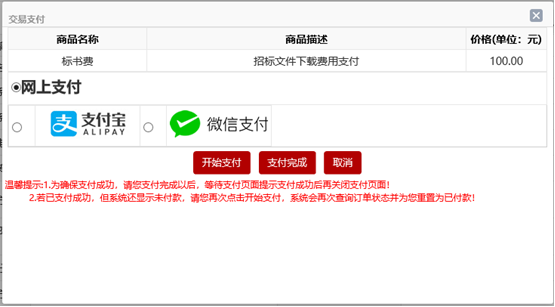 交易支付
商品名称 商品描述 价格(单位：元)
标书费 招标文件下载费用支付 100.00
网上支付
支付宝 微信支付
ALIPAY
开始支付 支付完成 取消
温馨提示:1.为确保支付成功，请您支付完成以后，等待支付页面提示支付成功后再关闭支付页面！
2.若已支付成功，但系统还显示未付款，请您再次点击开始支付，系统会再次查询订单状态并为您重置为已付款！